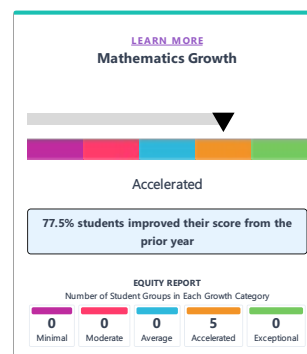 LEARN MORE
Mathematics Growth
Accelerated
77.5% students improved their score from the
prior year
EQUITY REPORT
Number of Student Groups in Each Growth Category
0 0 0 5 0
Minimal Moderate Average Accelerated Exceptional